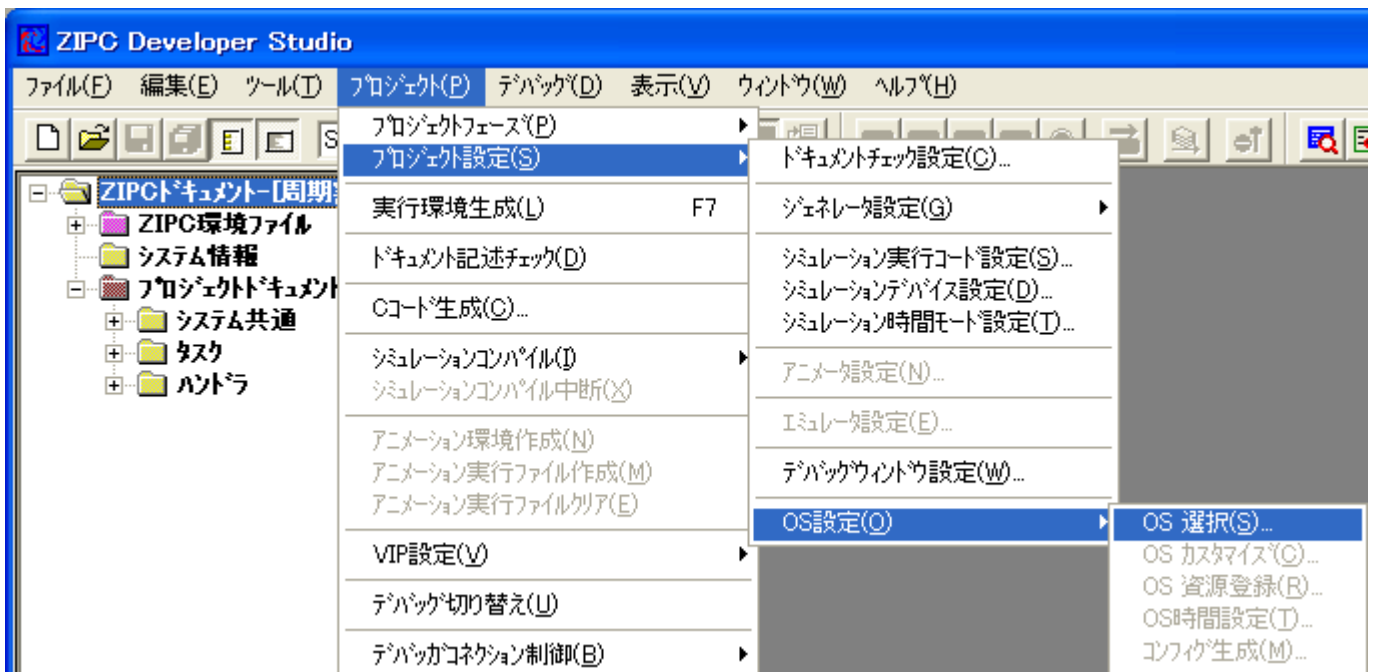 ZIPC Developer Studio
ファイル(F) 編集(E) ツール(T) プロジェクト(P) デバッグ(D) 表示(V) ウィンドウ(W) ヘルプ(H)
S
ZIPCドキュメント-[周期
ZIPC環境ファイル
システム情報
プロジェクトドキュメント
システム共通
タスク
ハンドラ
プロジェクトフェーズ(P)
プロジェクト設定(S)
実行環境生成(L) F7
ドキュメント記述チェック(D)
Cコード生成(C)...
シミュレーションコンパイル(I)
シミュレーションコンパイル中断(X)
アニメーション環境作成(N)
アニメーション実行ファイル作成(M)
アニメーション実行ファイルクリア(E)
VIP設定(V)
デバッグ切り替え(U)
デバッガコネクション制御(B)
ドキュメントチェック設定(C)...
ジェネレータ設定(G)
シミュレーション実行コード設定(S)...
シミュレーションデバイス設定(D)...
シミュレーション時間モード設定(T)...
アニメータ設定(N)...
エミュレータ設定(E)...
デバッグウィンドウ設定(W)...
OS設定(O)
OS 選択(S)...
OS カスタマイズ(C)...
OS 資源登録(R)...
OS時間設定(T)...
コンフィグ生成(M)...